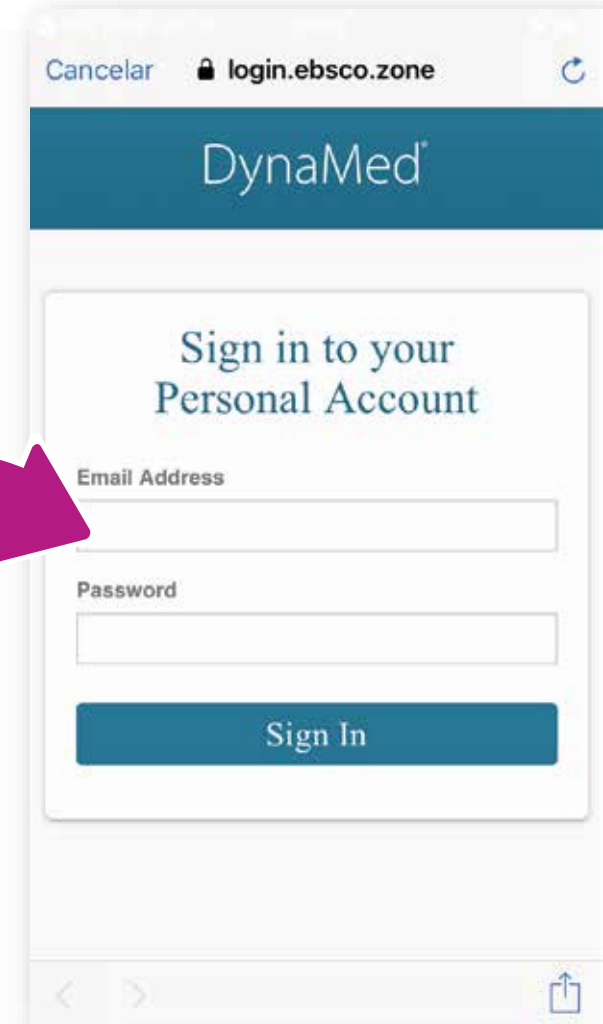 Cancelar login.ebsco.zone
DynaMed®
Sign in to your
Personal Account
Email Address
Password
Sign In